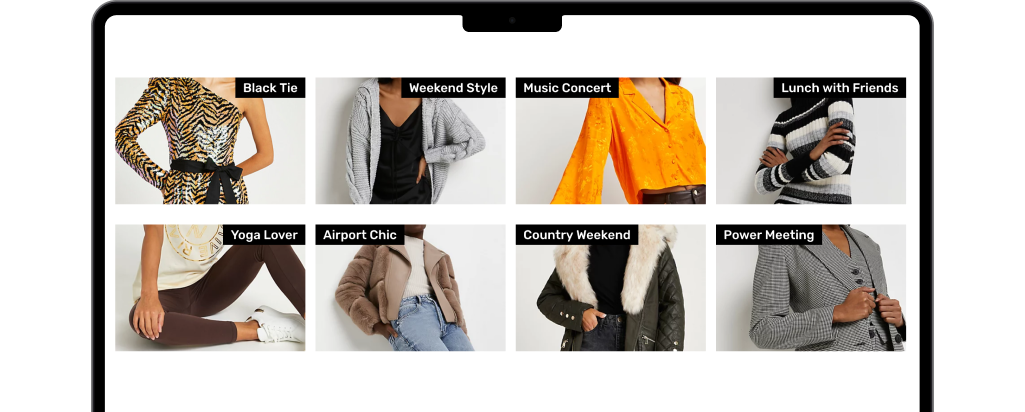 Black Tie
Weekend Style
Music Concert
Lunch with Friends
Yoga Lover
Airport Chic
Country Weekend
Power Meeting